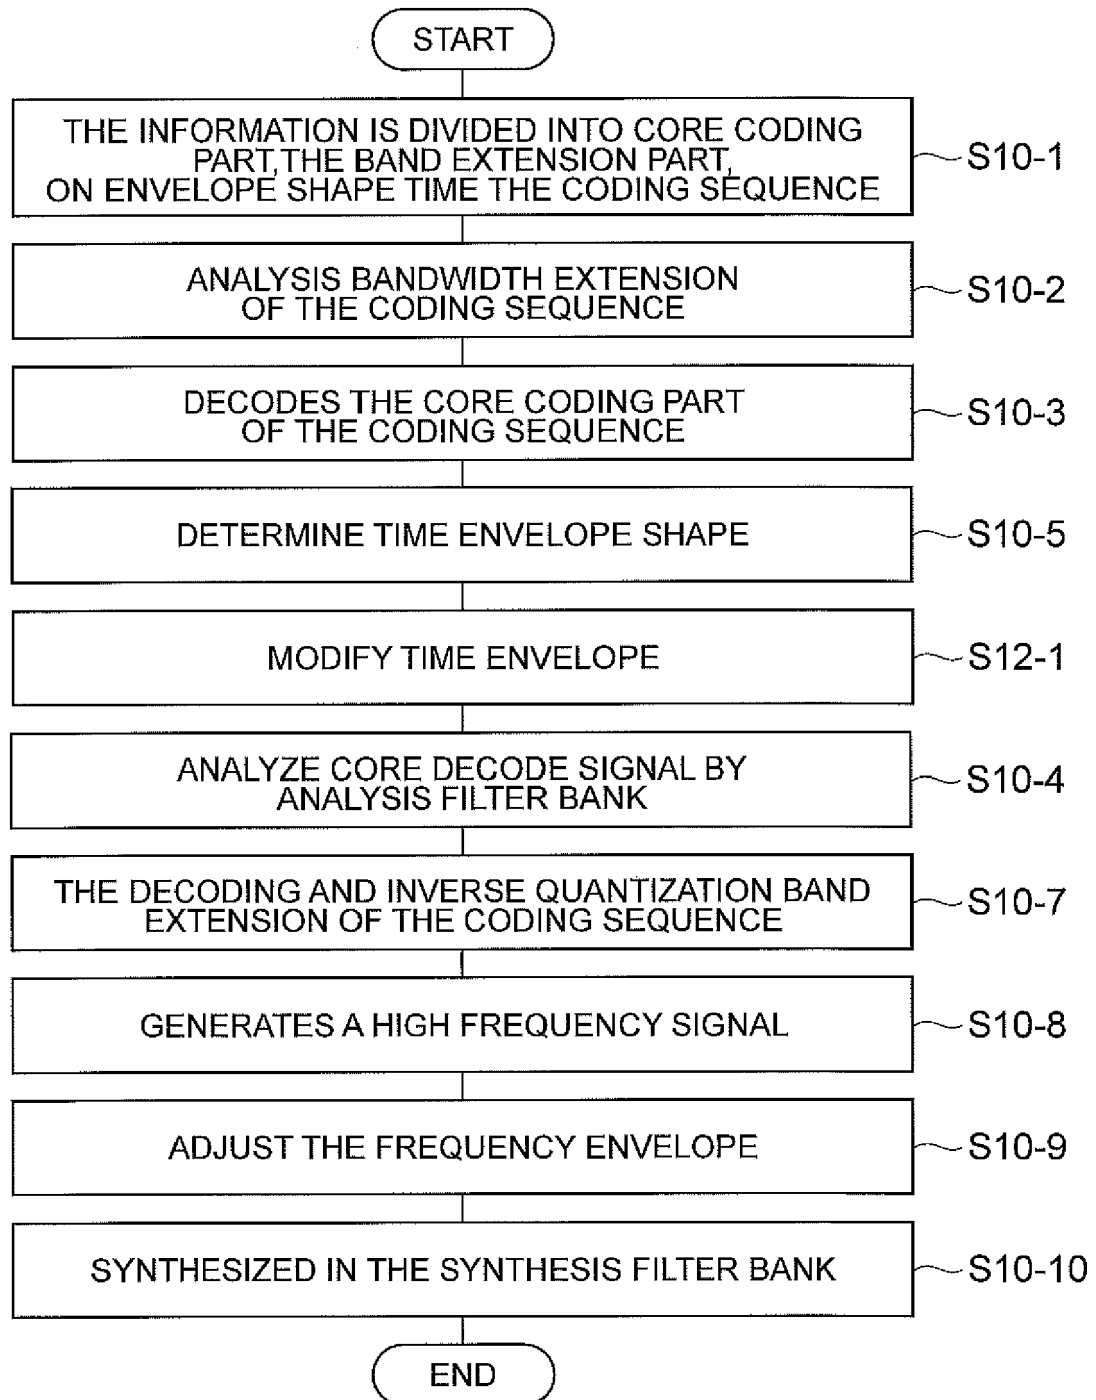 START
THE INFORMATION IS DIVIDED INTO CORE CODING
PART, THE BAND EXTENSION PART,
ON ENVELOPE SHAPE TIME THE CODING SEQUENCE
S10-1
ANALYSIS BANDWIDTH EXTENSION
OF THE CODING SEQUENCE
S10-2
DECODES THE CORE CODING PART
OF THE CODING SEQUENCE
S10-3
DETERMINE TIME ENVELOPE SHAPE
S10-5
MODIFY TIME ENVELOPE
S12-1
ANALYZE CORE DECODE SIGNAL BY
ANALYSIS FILTER BANK
S10-4
THE DECODING AND INVERSE QUANTIZATION BAND
EXTENSION OF THE CODING SEQUENCE
S10-7
GENERATES A HIGH FREQUENCY SIGNAL
S10-8
ADJUST THE FREQUENCY ENVELOPE
S10-9
SYNTHESIZED IN THE SYNTHESIS FILTER BANK
S10-10
END